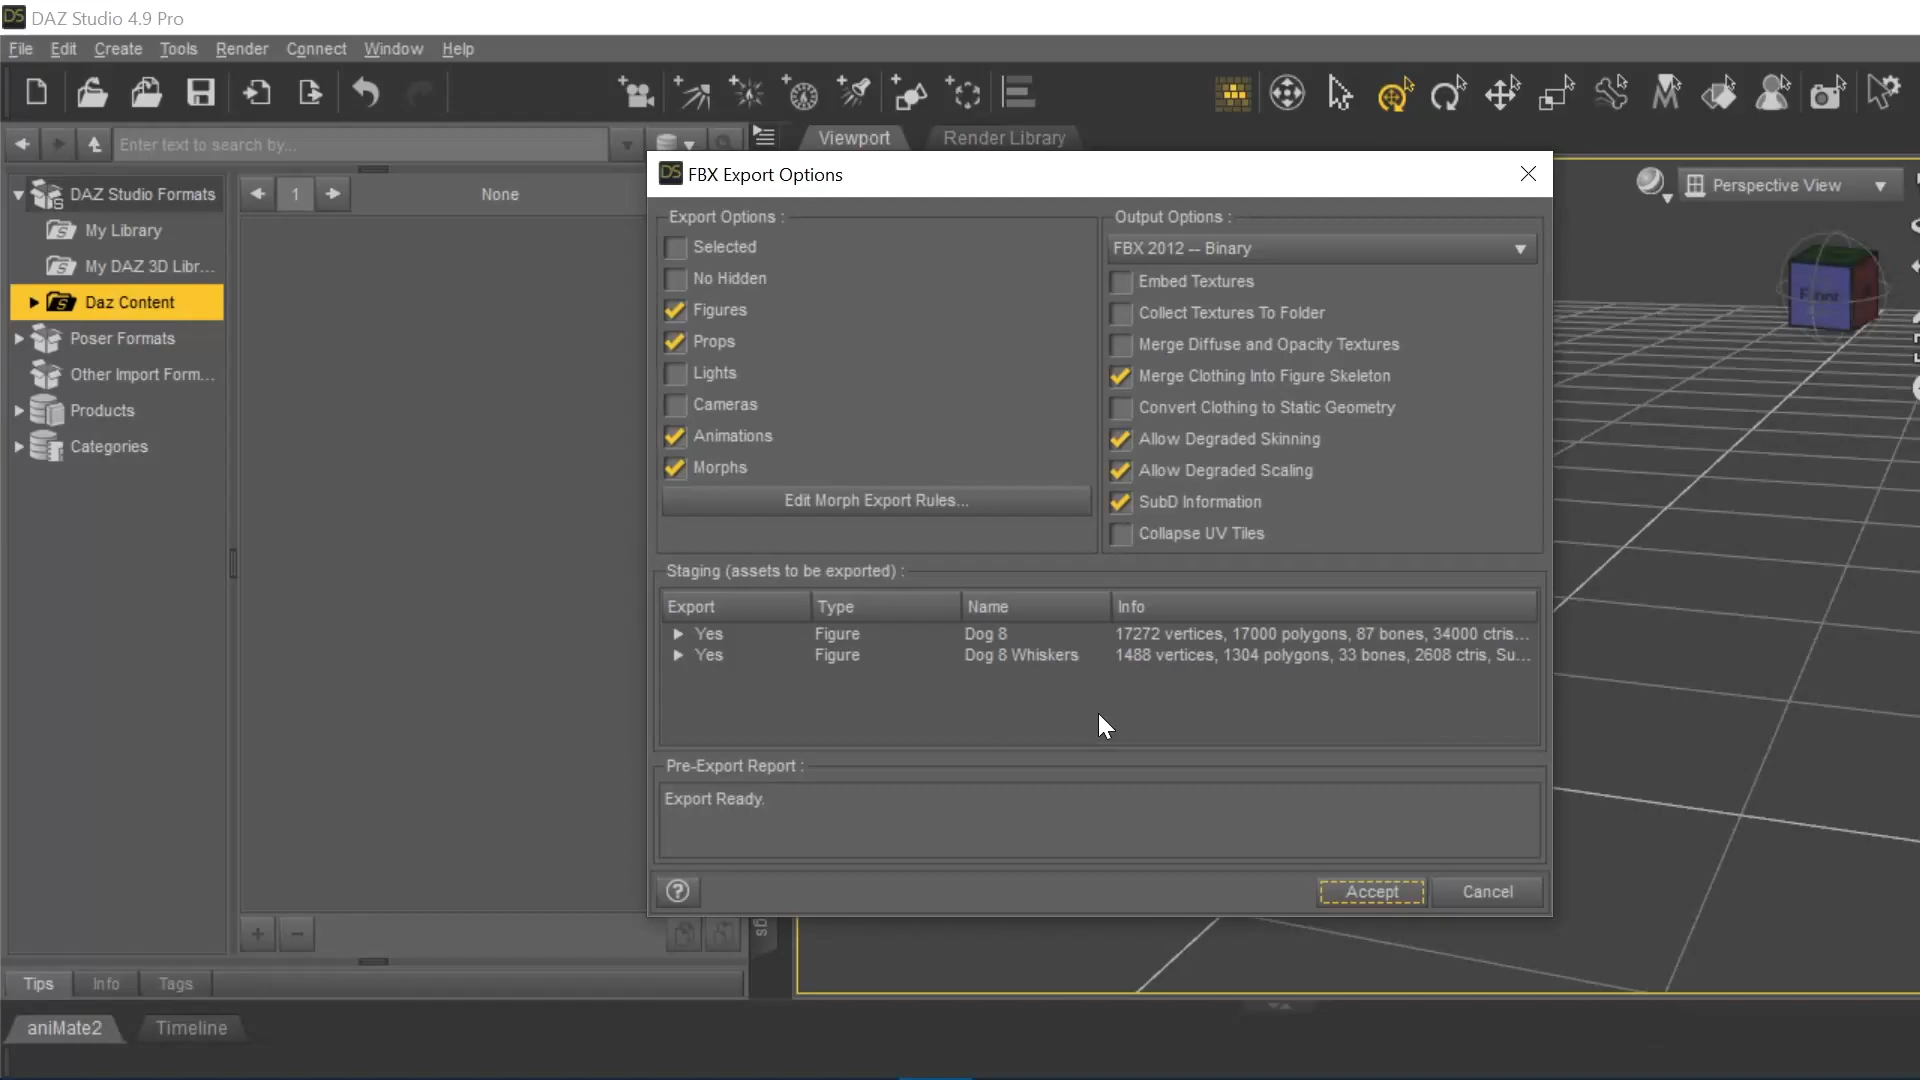 DAZ Studio 4.9 Pro
File Edit Create Tools Render Connect Window Help
Enter text to search by...
Viewport Render Library
DAZ Studio Formats
My Library
My DAZ 3D Libr...
Daz Content
Poser Formats
Other Import Form...
Products
Categories
1 None
FBX Export Options
Export Options :
Selected
No Hidden
Figures
Props
Lights
Cameras
Animations
Morphs
Edit Morph Export Rules...
Output Options :
FBX 2012 -- Binary
Embed Textures
Collect Textures To Folder
Merge Diffuse and Opacity Textures
Merge Clothing Into Figure Skeleton
Convert Clothing to Static Geometry
Allow Degraded Skinning
Allow Degraded Scaling
SubD Information
Collapse UV Tiles
Staging (assets to be exported) :
Export Type Name Info
Yes Figure Dog 8 17272 vertices, 17000 polygons, 87 bones, 34000 ctris...
Yes Figure Dog 8 Whiskers 1488 vertices, 1304 polygons, 33 bones, 2608 ctris, Su...
Pre-Export Report :
Export Ready.
Accept Cancel
Perspective View
Front
gs
Tips Info Tags
aniMate2 Timeline